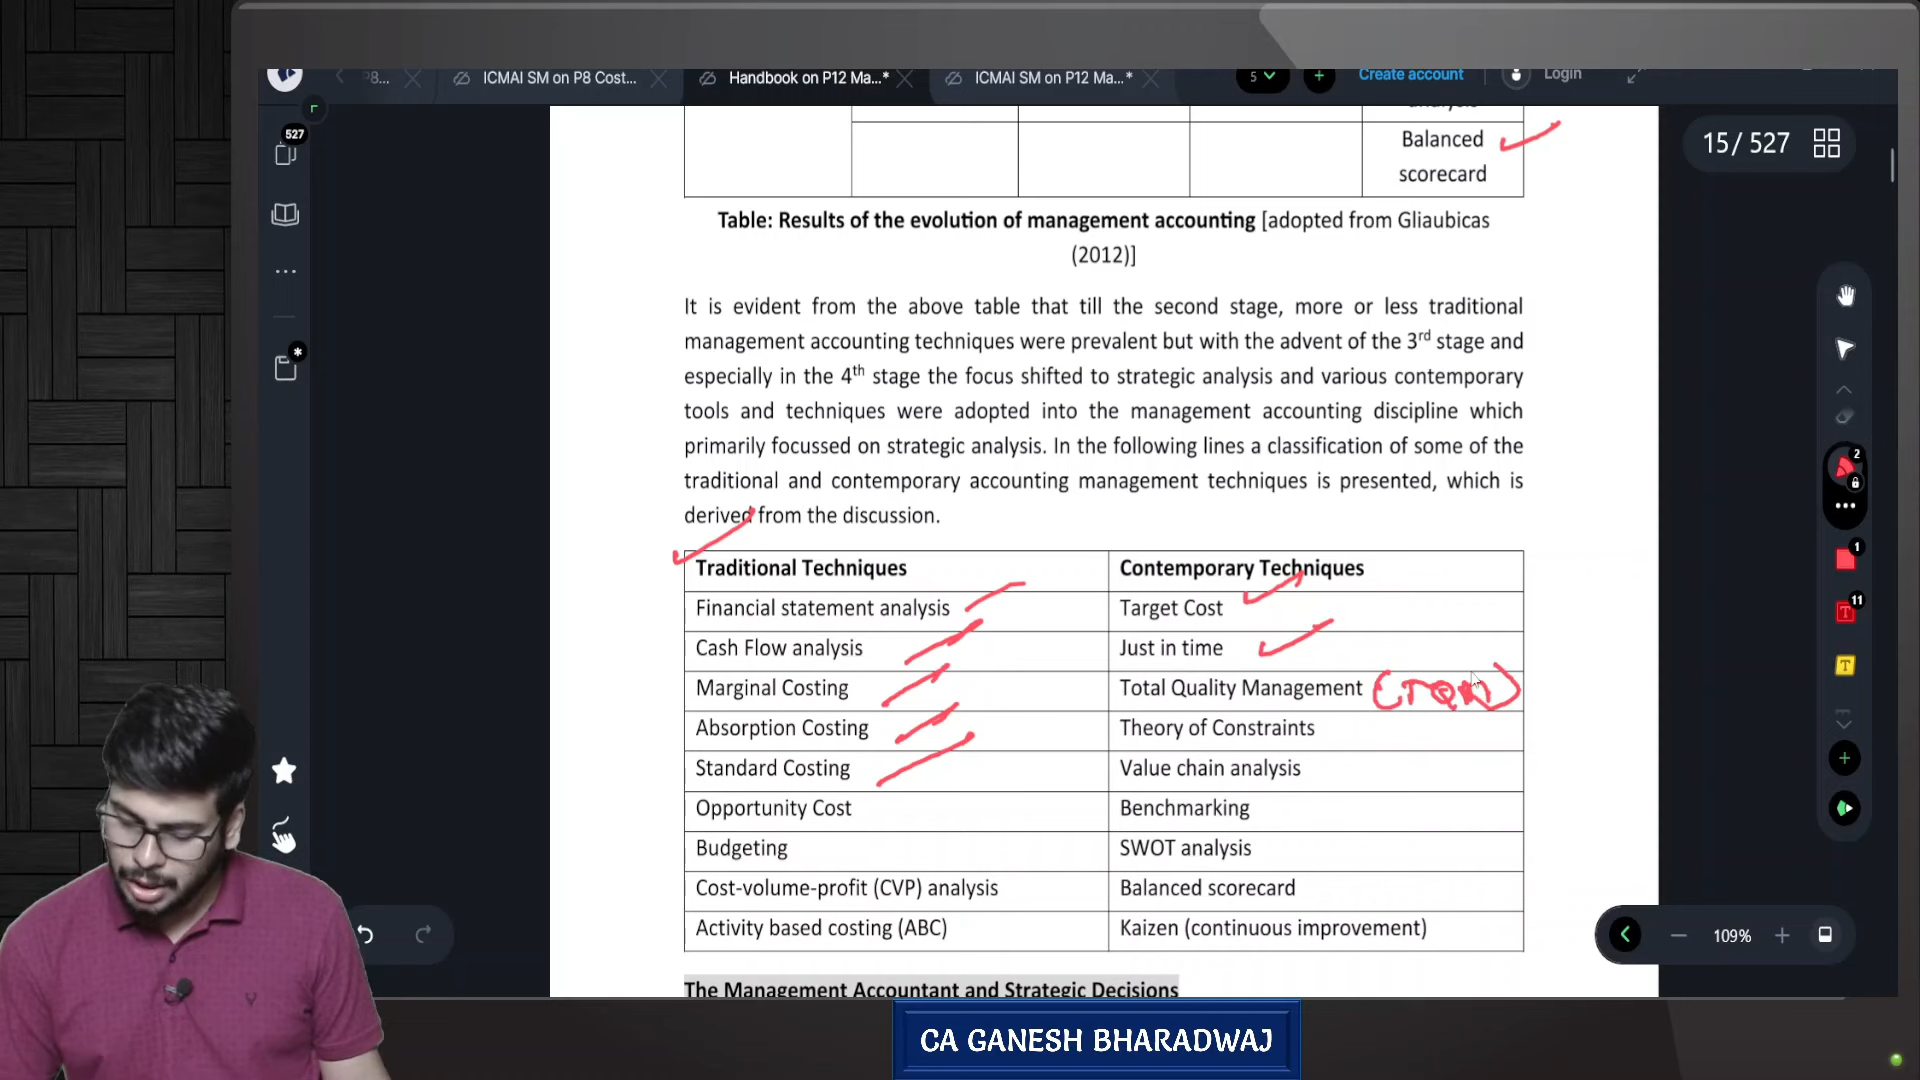 P8...
ICMAI SM on P8 Cost...
Handbook on P12 Ma...*
ICMAI SM on P12 Ma...*
5
Create account
Login
527
15/ 527
Balanced
scorecard
Table: Results of the evolution of management accounting [adopted from Gliaubicas
(2012)]
It is evident from the above table that till the second stage, more or less traditional
management accounting techniques were prevalent but with the advent of the 3rd stage and
especially in the 4th stage the focus shifted to strategic analysis and various contemporary
tools and techniques were adopted into the management accounting discipline which
primarily focussed on strategic analysis. In the following lines a classification of some of the
traditional and contemporary accounting management techniques is presented, which is
derived from the discussion.
Traditional Techniques Contemporary Techniques
Financial statement analysis Target Cost
Cash Flow analysis Just in time
Marginal Costing Total Quality Management (TQM)
Absorption Costing Theory of Constraints
Standard Costing Value chain analysis
Opportunity Cost Benchmarking
Budgeting SWOT analysis
Cost-volume-profit (CVP) analysis Balanced scorecard
Activity based costing (ABC) Kaizen (continuous improvement)
The Management Accountant and Strategic Decisions
2
1
11
T
T
109%
CA GANESH BHARADWAJ